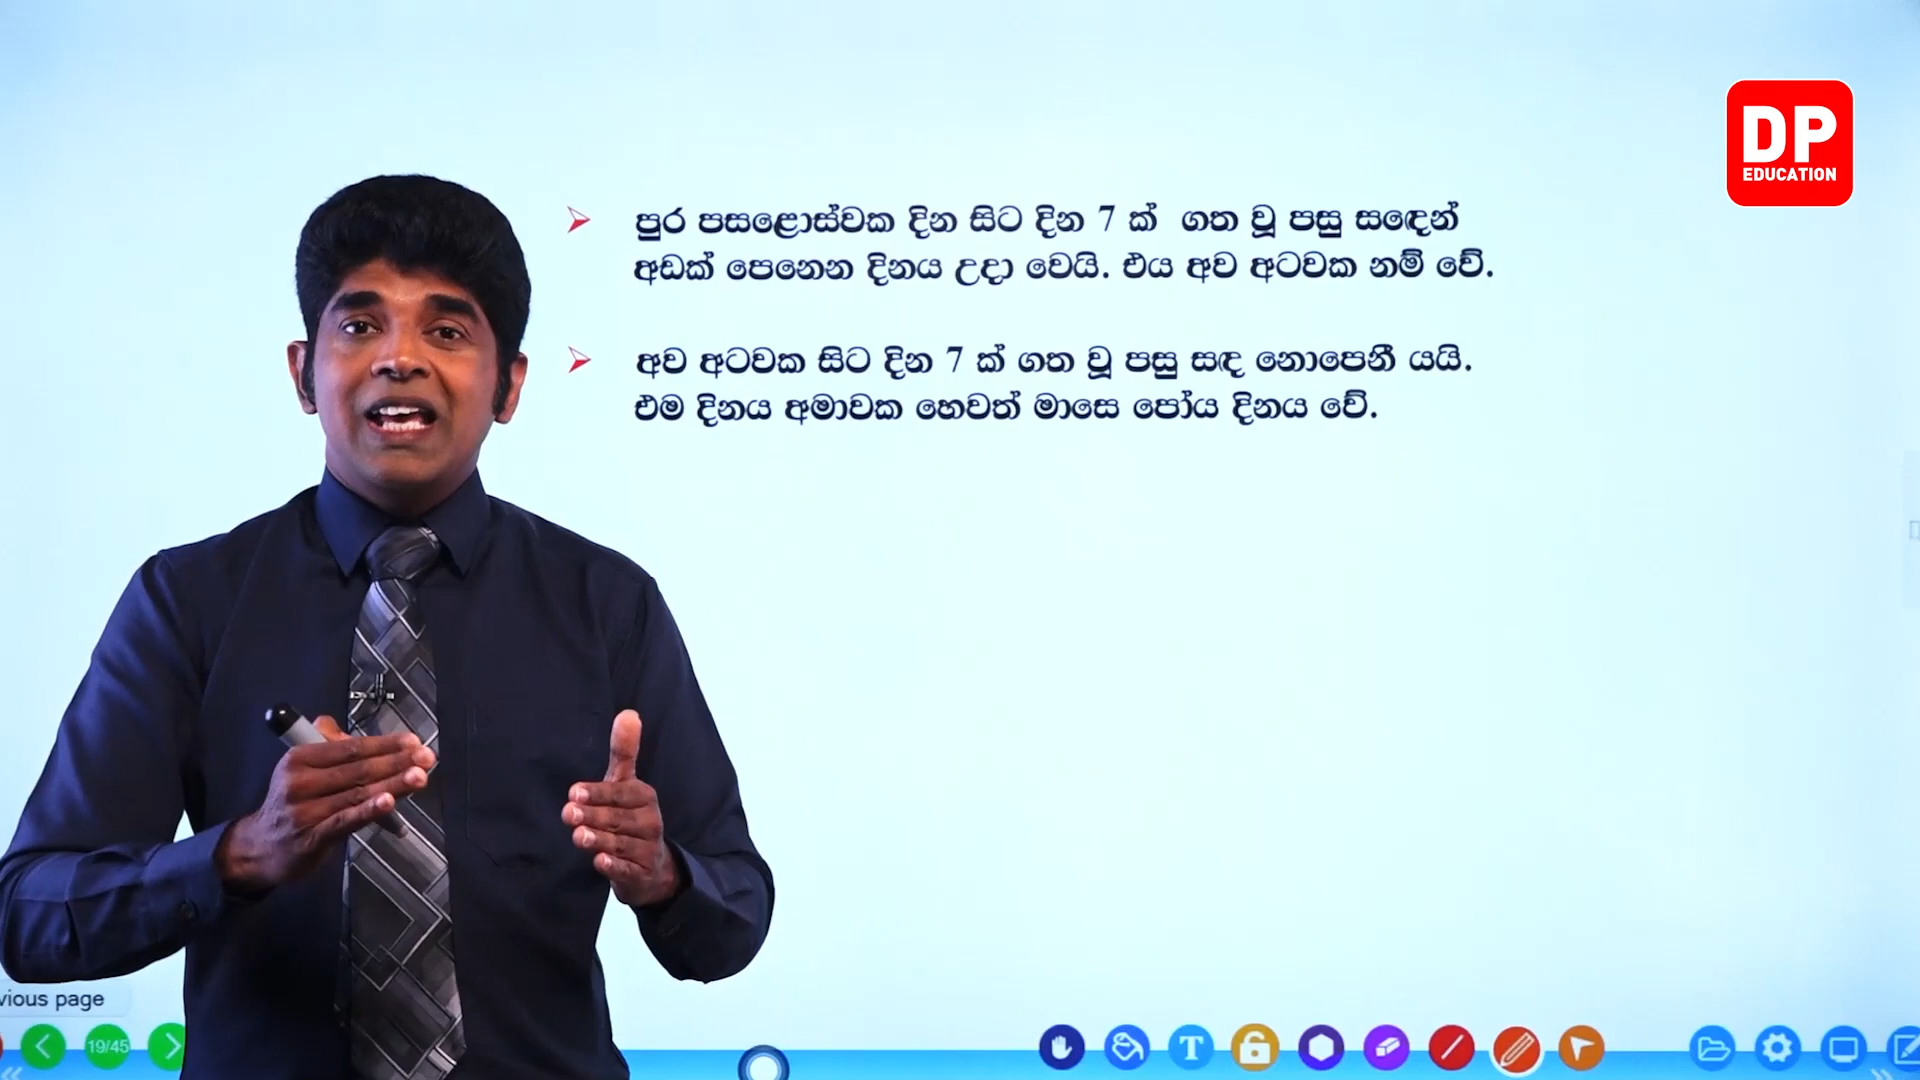 DP
EDUCATION
පුර පසළොස්වක දින සිට දින 7 ක් ගත වූ පසු සඳෙන්
අඩක් පෙනෙන දිනය උදා වෙයි. එය අව අටවක නම් වේ.
අව අටවක සිට දින 7 ක් ගත වූ පසු සඳ නොපෙනී යයි.
එම දිනය අමාවක හෙවත් මාසෙ පෝය දිනය වේ.
vious page
19/45
T